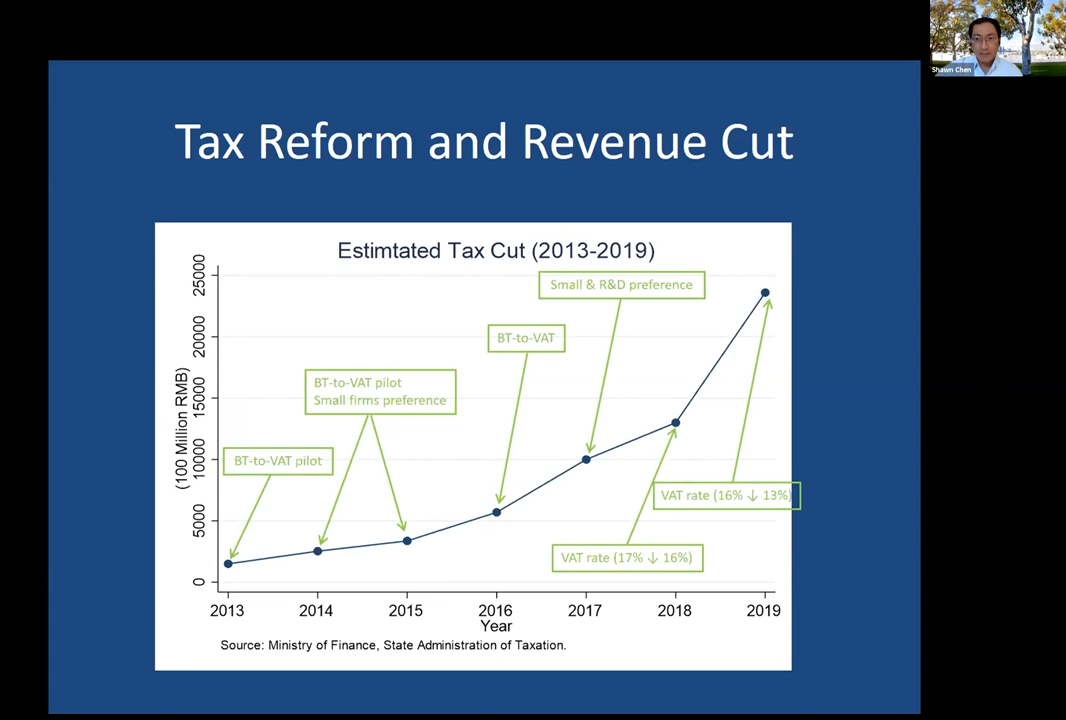 Shawn Chen
Tax Reform and Revenue Cut
Estimtated Tax Cut (2013-2019)
(100 Million RMB)
25000
20000
15000
10000
5000
0
Small & R&D preference
BT-to-VAT
BT-to-VAT pilot
Small firms preference
BT-to-VAT pilot
VAT rate (16% ↓ 13%)
VAT rate (17% ↓ 16%)
2013 2014 2015 2016 2017 2018 2019
Year
Source: Ministry of Finance, State Administration of Taxation.